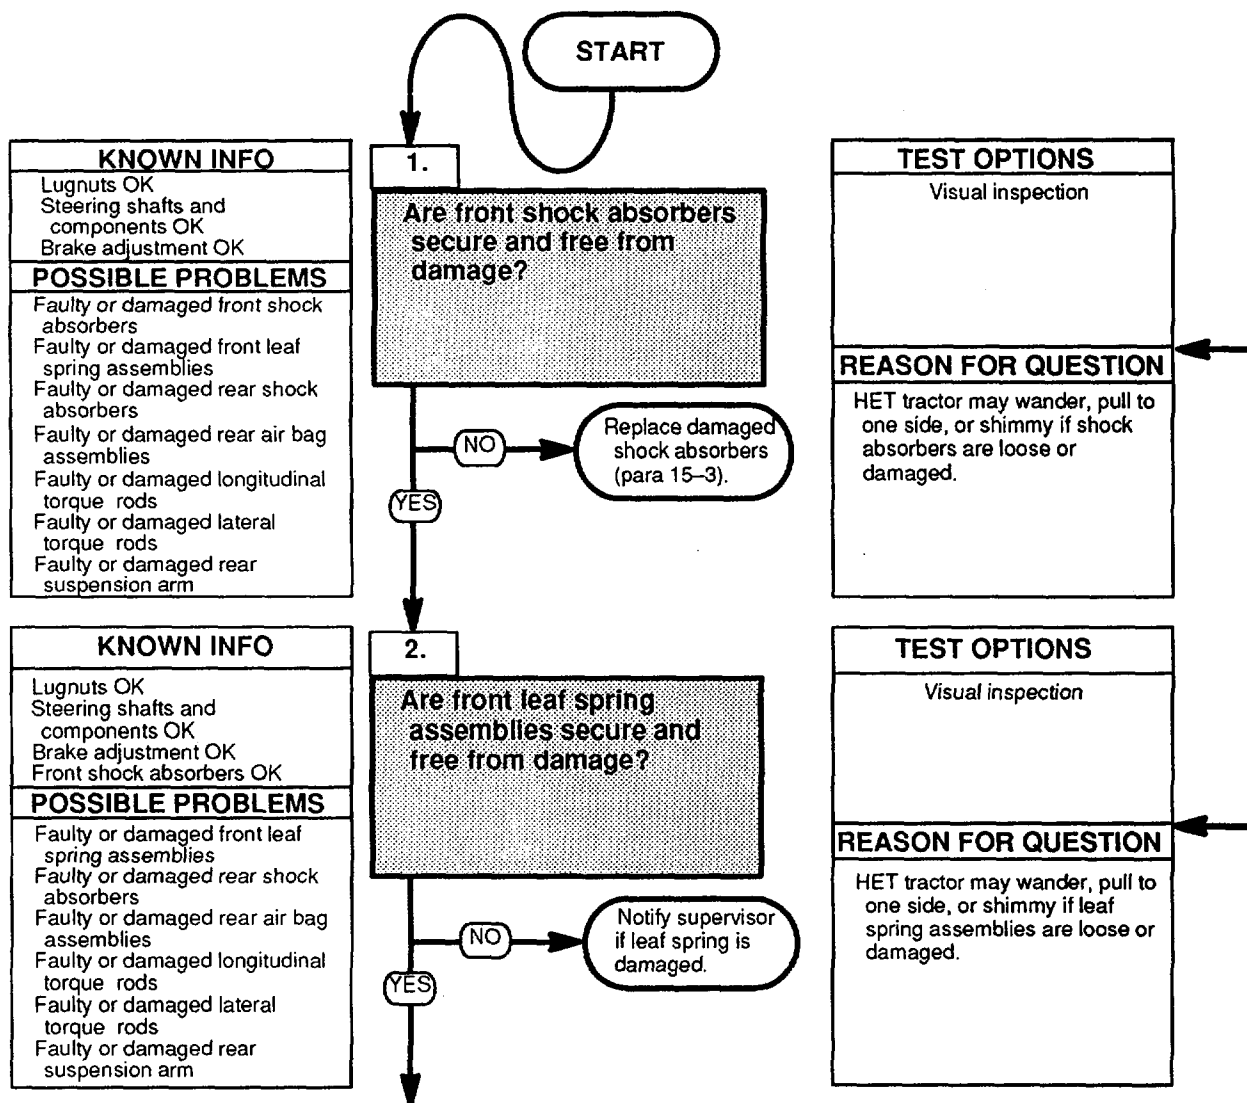 START
KNOWN INFO
Lugnuts OK
Steering shafts and
components OK
Brake adjustment OK
POSSIBLE PROBLEMS
Faulty or damaged front shock
absorbers
Faulty or damaged front leaf
spring assemblies
Faulty or damaged rear shock
absorbers
Faulty or damaged rear air bag
assemblies
Faulty or damaged longitudinal
torque rods
Faulty or damaged lateral
torque rods
Faulty or damaged rear
suspension arm
1.
Are front shock absorbers
secure and free from
damage?
NO
Replace damaged
shock absorbers
(para 15–3).
YES
TEST OPTIONS
Visual inspection
REASON FOR QUESTION
HET tractor may wander, pull to
one side, or shimmy if shock
absorbers are loose or
damaged.
KNOWN INFO
Lugnuts OK
Steering shafts and
components OK
Brake adjustment OK
Front shock absorbers OK
POSSIBLE PROBLEMS
Faulty or damaged front leaf
spring assemblies
Faulty or damaged rear shock
absorbers
Faulty or damaged rear air bag
assemblies
Faulty or damaged longitudinal
torque rods
Faulty or damaged lateral
torque rods
Faulty or damaged rear
suspension arm
2.
Are front leaf spring
assemblies secure and
free from damage?
NO
Notify supervisor
if leaf spring is
damaged.
YES
TEST OPTIONS
Visual inspection
REASON FOR QUESTION
HET tractor may wander, pull to
one side, or shimmy if leaf
spring assemblies are loose or
damaged.